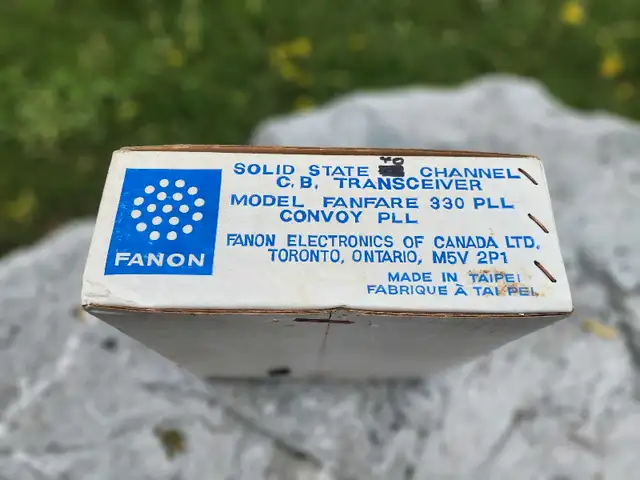 SOLID STATE CHANNEL
C.B. TRANSCEIVER
MODEL FANFARE 330 PLL
CONVOY PLL
FANON ELECTRONICS OF CANADA LTD,
TORONTO, ONTARIO, M5V 2P1
MADE IN TAIPEI
FABRIQUE À TAIPEI.
FANON